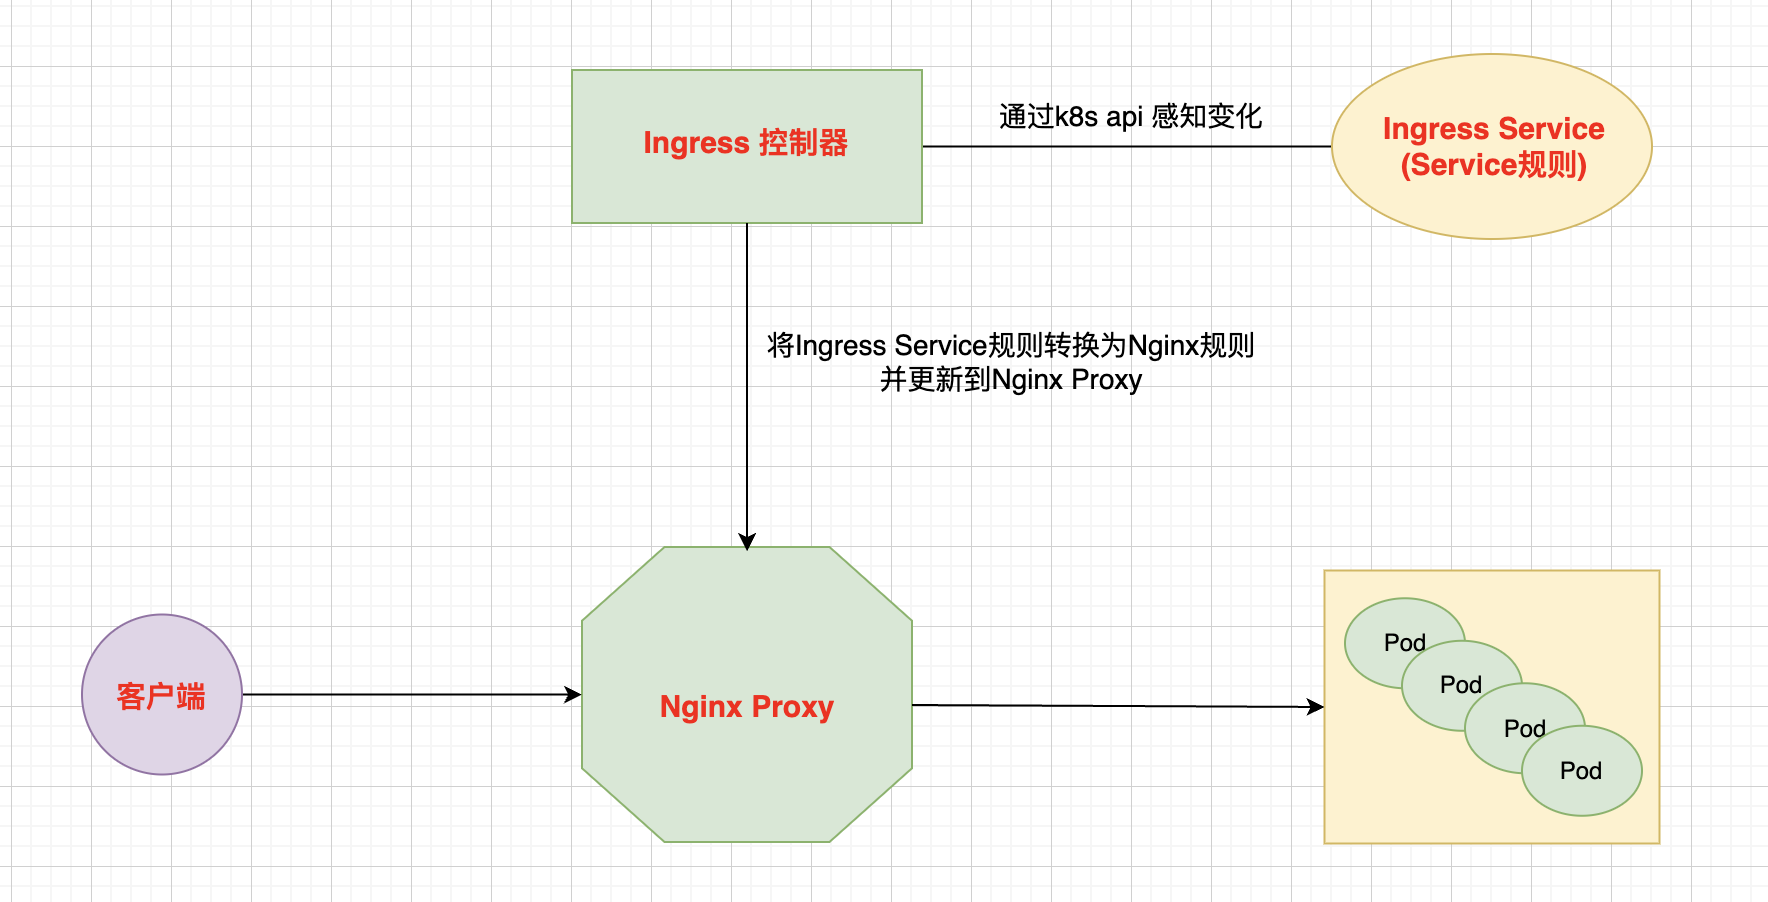 Ingress 控制器
通过k8s api 感知变化
Ingress Service
(Service规则)
将Ingress Service规则转换为Nginx规则
并更新到Nginx Proxy
客户端
Nginx Proxy
Pod
Pod
Pod
Pod